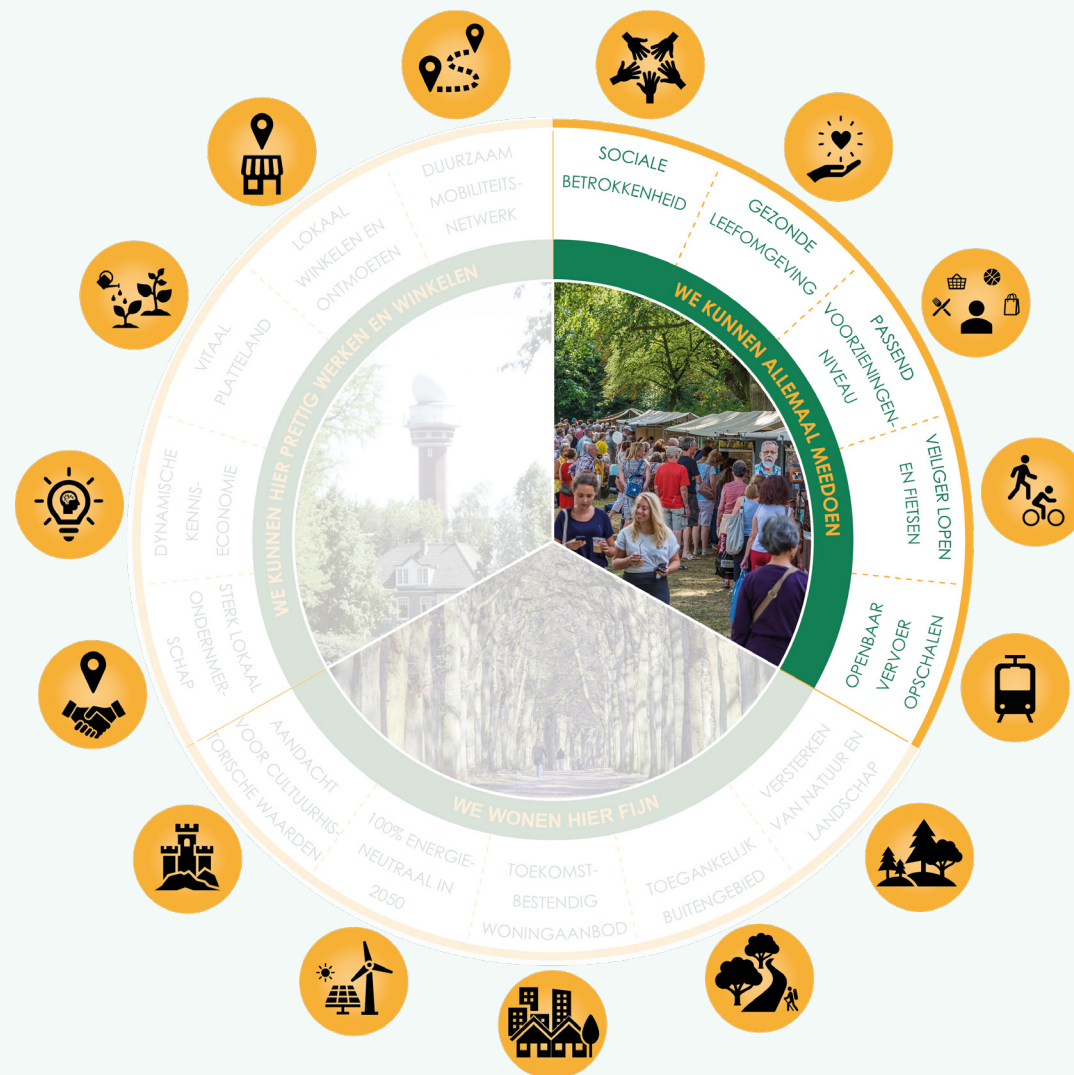 SOCIALE
BETROKKENHEID
GEZONDE
LEEFOMGEVING
PASSEND
VOORZIENINGEN-
NIVEAU
VEILIGER LOPEN
EN FIETSEN
OPENBAAR
VERVOER
OPSCHALEN
WE KUNNEN ALLEMAAL MEEDOEN
VERSTERKEN
VAN NATUUR EN
LANDSCHAP
TOEGANKELIJK
BUITENGEBIED
TOEKOMST-
BESTENDIG
WONINGAANBOD
100% ENERGIE-
NEUTRAAL IN
2050
AANDACHT
VOOR CULTUURHIS-
TORISCHE WAARDEN
WE WONEN HIER FIJN
STERK LOKAAL
ONDERNMER-
SCHAP
DYNAMISCHE
KENNIS-
ECONOMIE
VITAAL
PLATTELAND
LOKAAL
WINKELEN EN
ONTMOETEN
DUURZAAM
MOBILITEITS-
NETWERK
WE KUNNEN HIER PRETTIG WERKEN EN WINKELEN